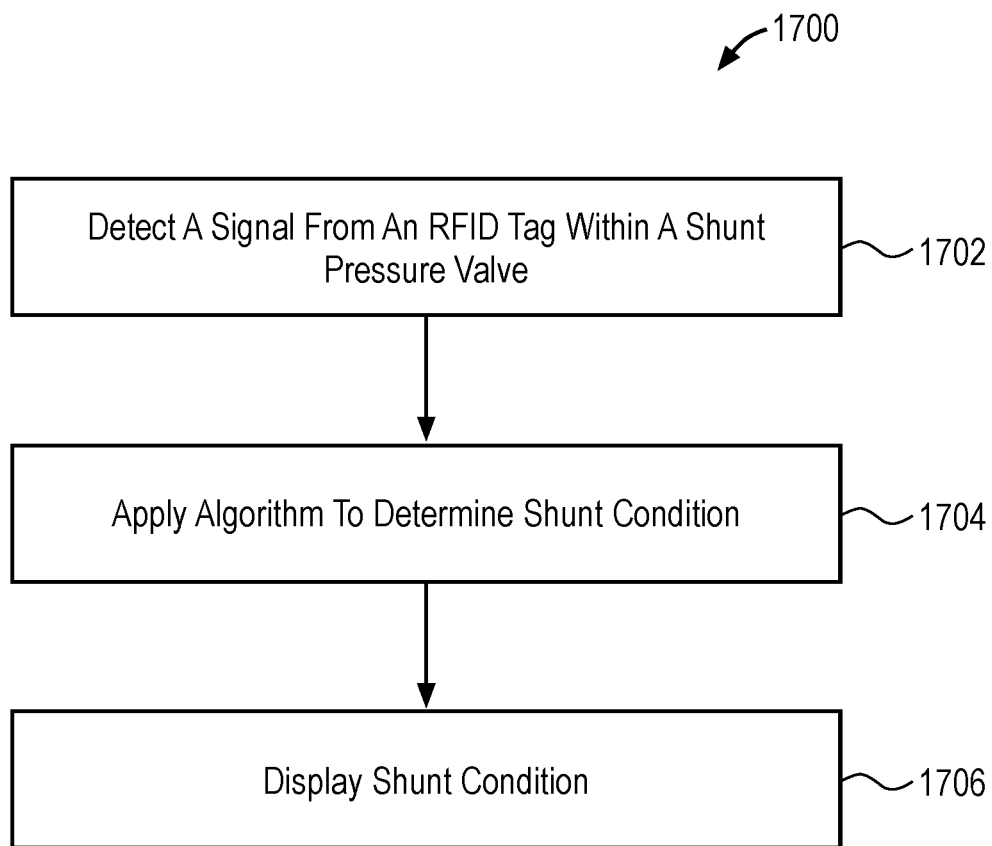 1700
Detect A Signal From An RFID Tag Within A Shunt
Pressure Valve
1702
Apply Algorithm To Determine Shunt Condition
1704
Display Shunt Condition
1706